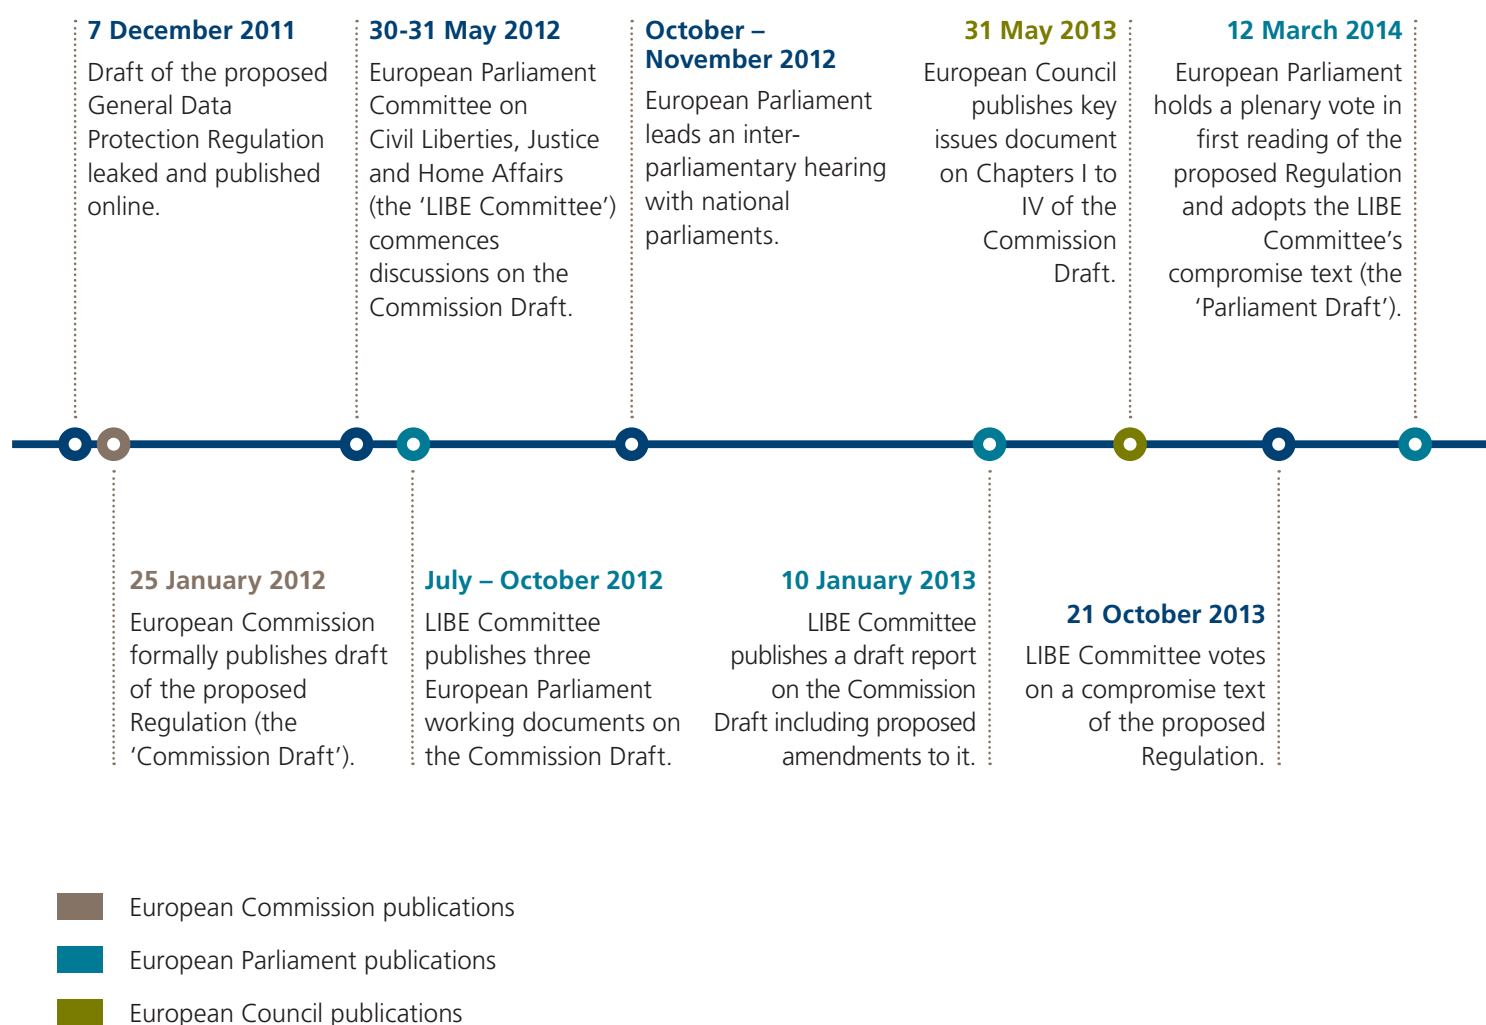 7 December 2011
Draft of the proposed
General Data
Protection Regulation
leaked and published
online.
30-31 May 2012
European Parliament
Committee on
Civil Liberties, Justice
and Home Affairs
(the ‘LIBE Committee’)
commences
discussions on the
Commission Draft.
October –
November 2012
European Parliament
leads an inter-
parliamentary hearing
with national
parliaments.
31 May 2013
European Council
publishes key
issues document
on Chapters I to
IV of the
Commission
Draft.
12 March 2014
European Parliament
holds a plenary vote in
first reading of the
proposed Regulation
and adopts the LIBE
Committee’s
compromise text (the
‘Parliament Draft’).
25 January 2012
European Commission
formally publishes draft
of the proposed
Regulation (the
‘Commission Draft’).
July – October 2012
LIBE Committee
publishes three
European Parliament
working documents on
the Commission Draft.
10 January 2013
LIBE Committee
publishes a draft report
on the Commission
Draft including proposed
amendments to it.
21 October 2013
LIBE Committee votes
on a compromise text
of the proposed
Regulation.
European Commission publications
European Parliament publications
European Council publications